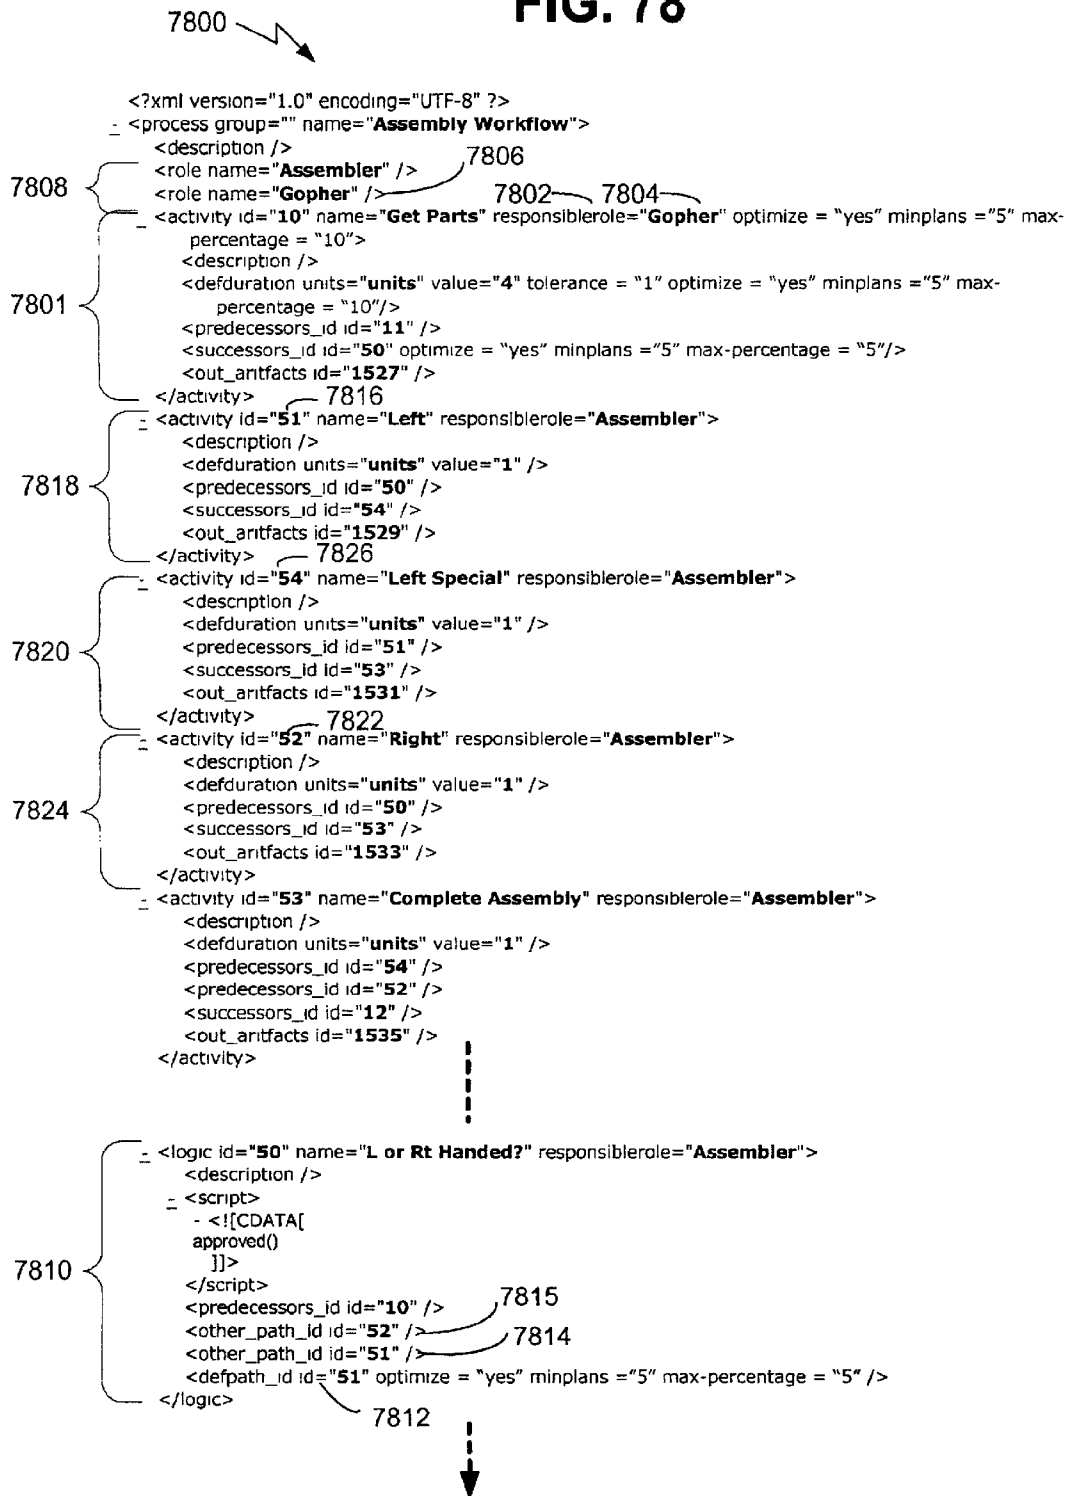 FIG. 78
7800
<?xml version="1.0" encoding="UTF-8" ?>
- <process group="" name="Assembly Workflow">
<description />
7806
<role name="Assembler" />
7808
<role name="Gopher" />
7802 7804
- <activity id="10" name="Get Parts" responsiblerole="Gopher" optimize = "yes" minplans ="5" max-
percentage = "10">
<description />
<defduration units="units" value="4" tolerance = "1" optimize = "yes" minplans ="5" max-
7801
percentage = "10"/>
<predecessors_id id="11" />
<successors_id id="50" optimize = "yes" minplans ="5" max-percentage = "5"/>
<out_aritfacts id="1527" />
</activity>
7816
- <activity id="51" name="Left" responsiblerole="Assembler">
<description />
<defduration units="units" value="1" />
7818
<predecessors_id id="50" />
<successors_id id="54" />
<out_aritfacts id="1529" />
</activity>
7826
- <activity id="54" name="Left Special" responsiblerole="Assembler">
<description />
<defduration units="units" value="1" />
7820
<predecessors_id id="51" />
<successors_id id="53" />
<out_aritfacts id="1531" />
</activity>
7822
- <activity id="52" name="Right" responsiblerole="Assembler">
<description />
<defduration units="units" value="1" />
7824
<predecessors_id id="50" />
<successors_id id="53" />
<out_aritfacts id="1533" />
</activity>
- <activity id="53" name="Complete Assembly" responsiblerole="Assembler">
<description />
<defduration units="units" value="1" />
<predecessors_id id="54" />
<predecessors_id id="52" />
<successors_id id="12" />
<out_aritfacts id="1535" />
</activity>
- <logic id="50" name="L or Rt Handed?" responsiblerole="Assembler">
<description />
- <script>
- <![CDATA[
approved()
]]>
7810
</script>
<predecessors_id id="10" />
7815
<other_path_id id="52" />
7814
<other_path_id id="51" />
<defpath_id id="51" optimize = "yes" minplans ="5" max-percentage = "5" />
</logic>
7812